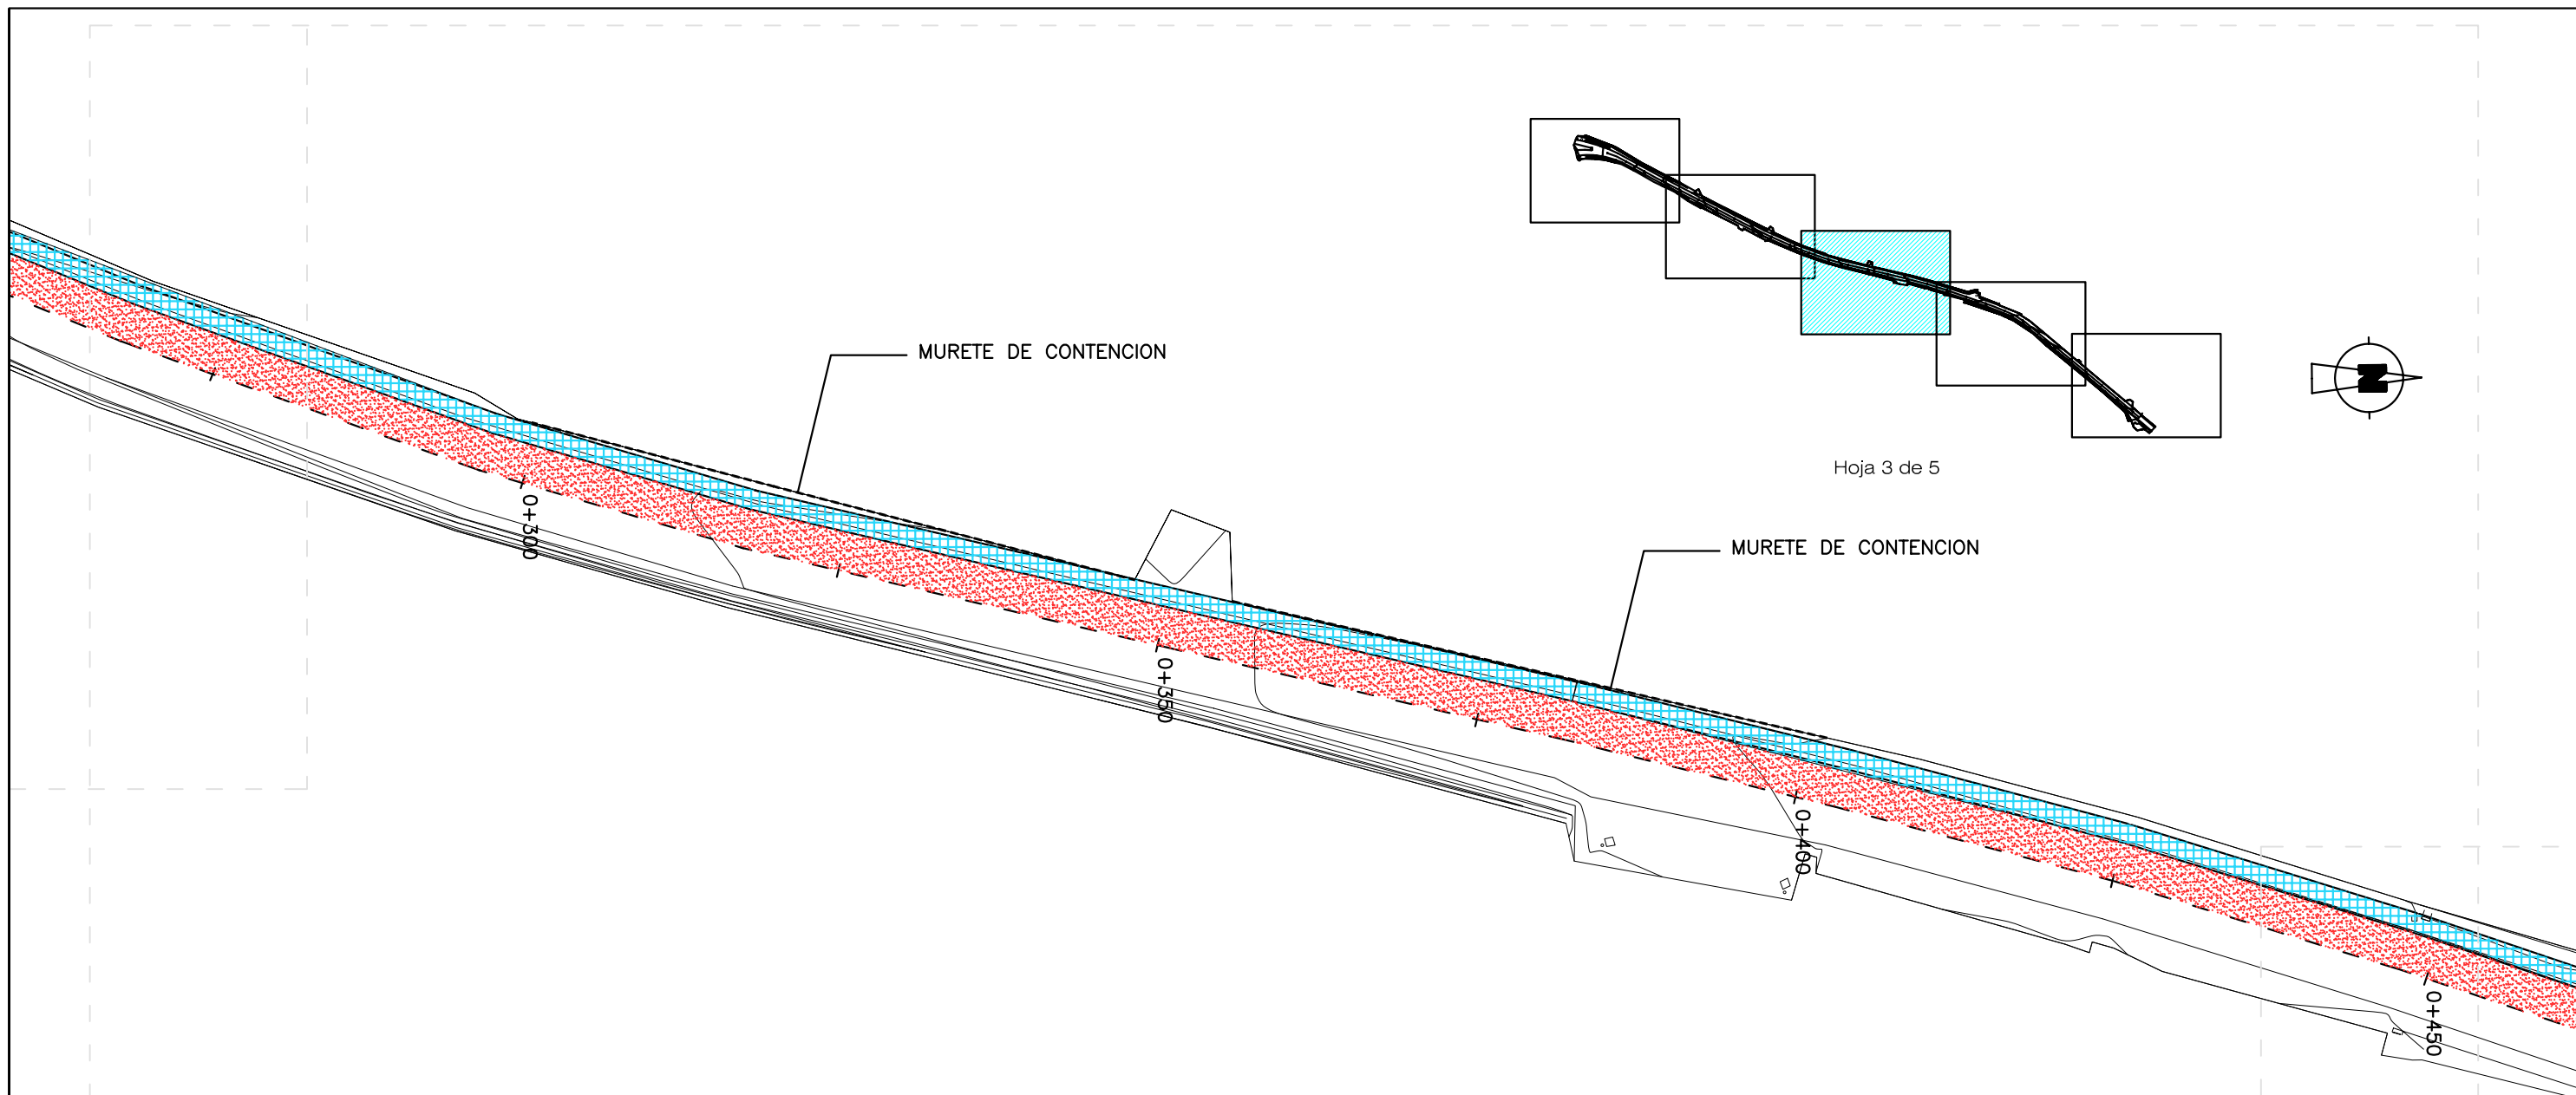 MURETE DE CONTENCION
N
Hoja 3 de 5
0+300
MURETE DE CONTENCION
0+350
0+400
0+450